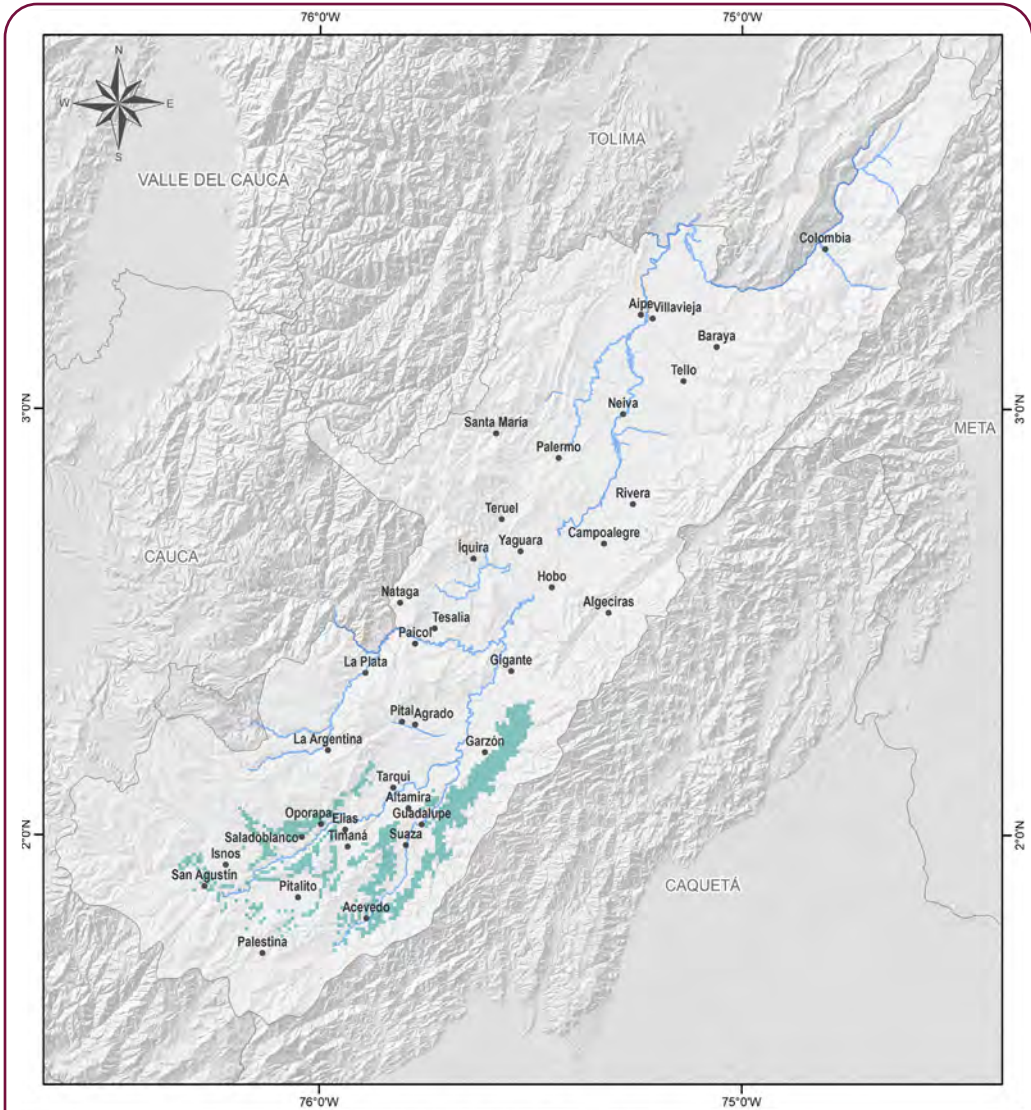 76°0'W
75°0'W
N
W
E
S
TOLIMA
VALLE DEL CAUCA
Colombia
Aipe
Villavieja
Baraya
Tello
3°0'N
3°0'N
Neiva
Santa María
META
Palermo
Rivera
Teruel
Campoalegre
Yaguara
Íquira
CAUCA
Hobo
Nataga
Algeciras
Tesalia
Paicol
Gigante
La Plata
Pital
Agrado
La Argentina
Garzón
Tarqui
Altamira
Oporapa
Elias
Guadalupe
2°0'N
2°0'N
Saladoblanco
Timaná
Suaza
Isnos
San Agustín
CAQUETÁ
Pitalito
Acevedo
Palestina
76°0'W
75°0'W